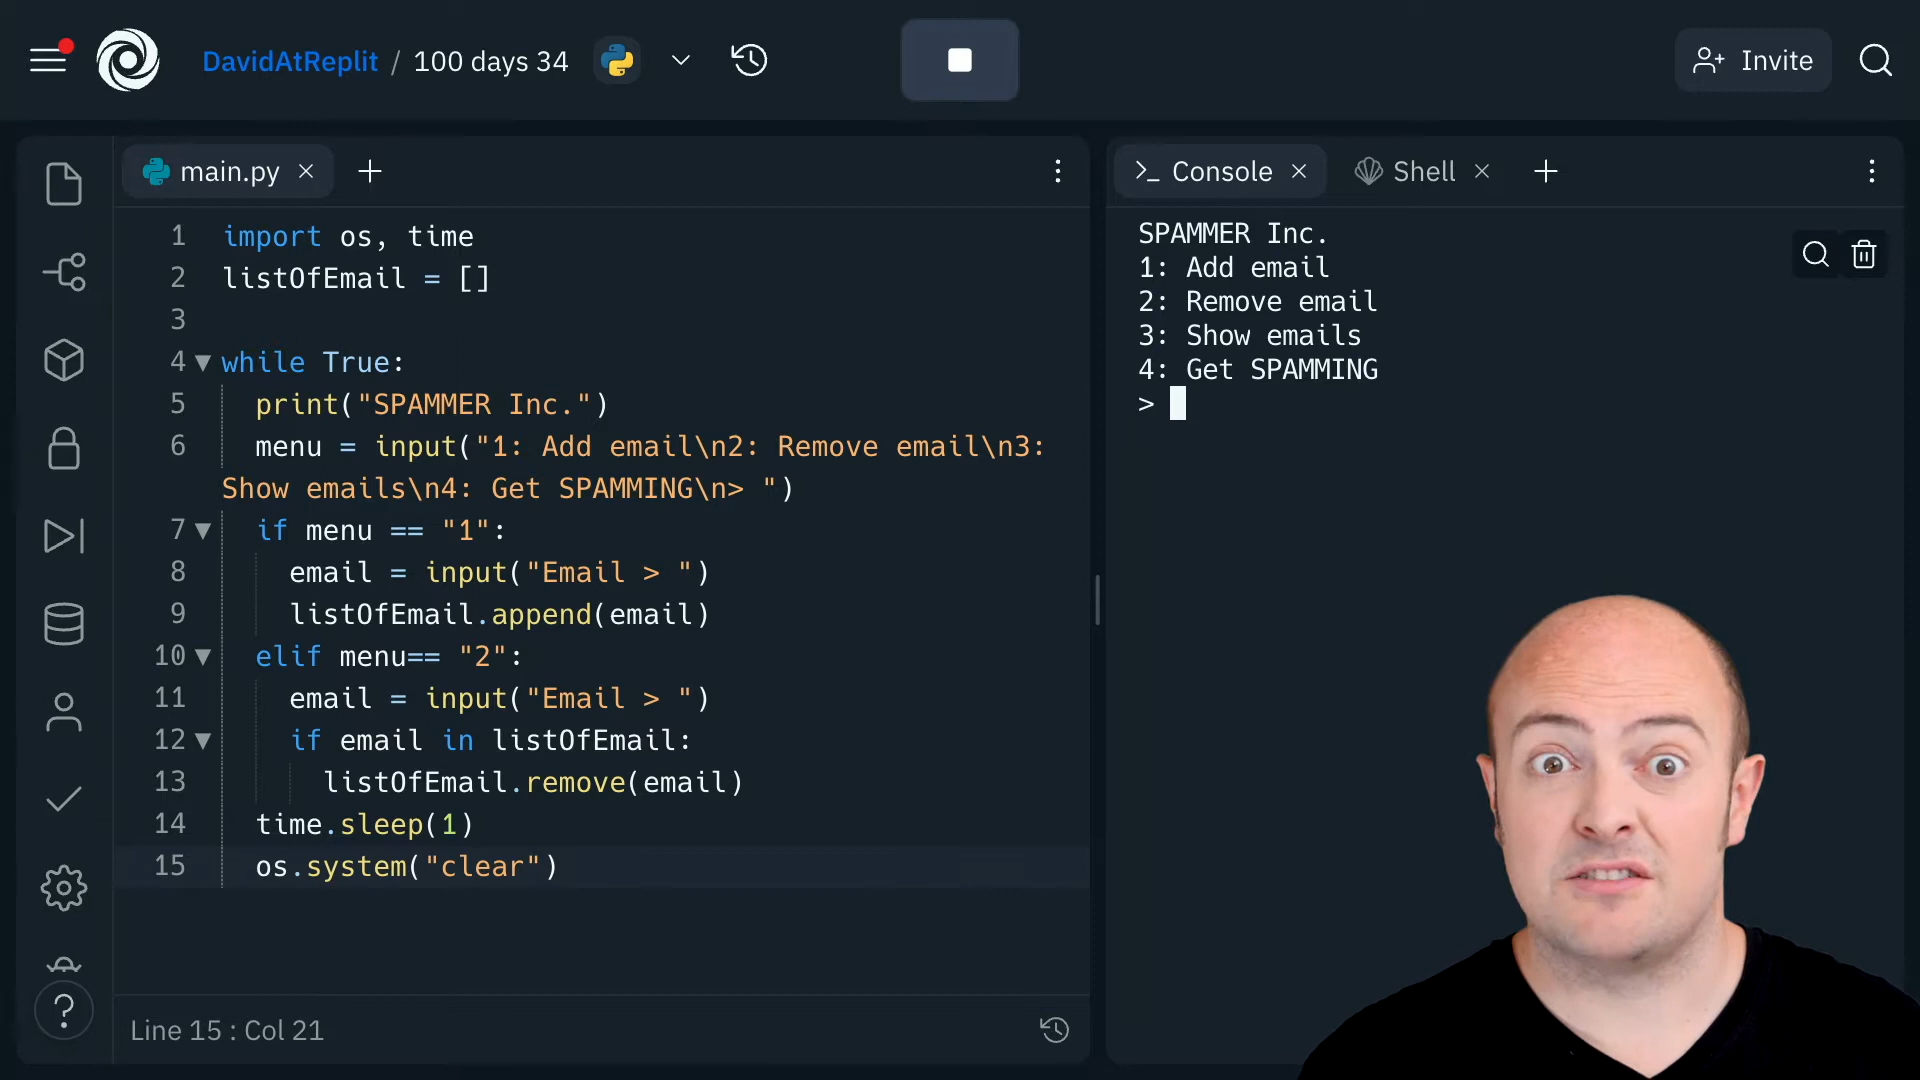 DavidAtReplit / 100 days 34
Invite
main.py
Console
Shell
1 import os, time
2 listOfEmail = []
3
4 while True:
5 print("SPAMMER Inc.")
6 menu = input("1: Add email\n2: Remove email\n3:
Show emails\n4: Get SPAMMING\n> ")
7 if menu == "1":
8 email = input("Email > ")
9 listOfEmail.append(email)
10 elif menu== "2":
11 email = input("Email > ")
12 if email in listOfEmail:
13 listOfEmail.remove(email)
14 time.sleep(1)
15 os.system("clear")
Line 15 : Col 21
SPAMMER Inc.
1: Add email
2: Remove email
3: Show emails
4: Get SPAMMING
>